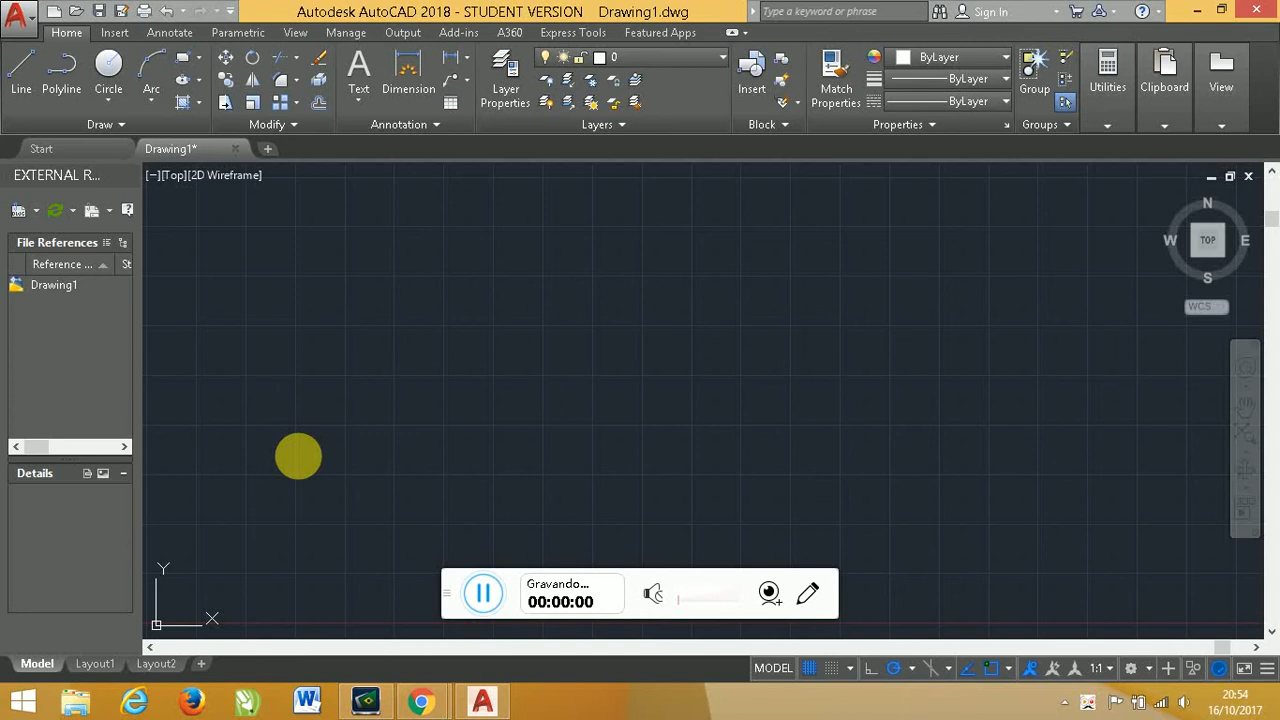 Autodesk AutoCAD 2018 - STUDENT VERSION Drawing1.dwg
Type a keyword or phrase
Sign In
Home Insert Annotate Parametric View Manage Output Add-ins A360 Express Tools Featured Apps
Line Polyline Circle Arc
Text Dimension
Layer Properties
0
Insert
Match Properties
ByLayer
ByLayer
ByLayer
Group
Utilities
Clipboard
View
Draw Modify Annotation Layers Block Properties Groups
Start Drawing1*
EXTERNAL R...
[−][Top][2D Wireframe]
File References
Reference ... St
Drawing1
Details
N
W TOP E
S
WCS
Y
X
Gravando...
00:00:00
Model Layout1 Layout2
MODEL 1:1
20:54
16/10/2017